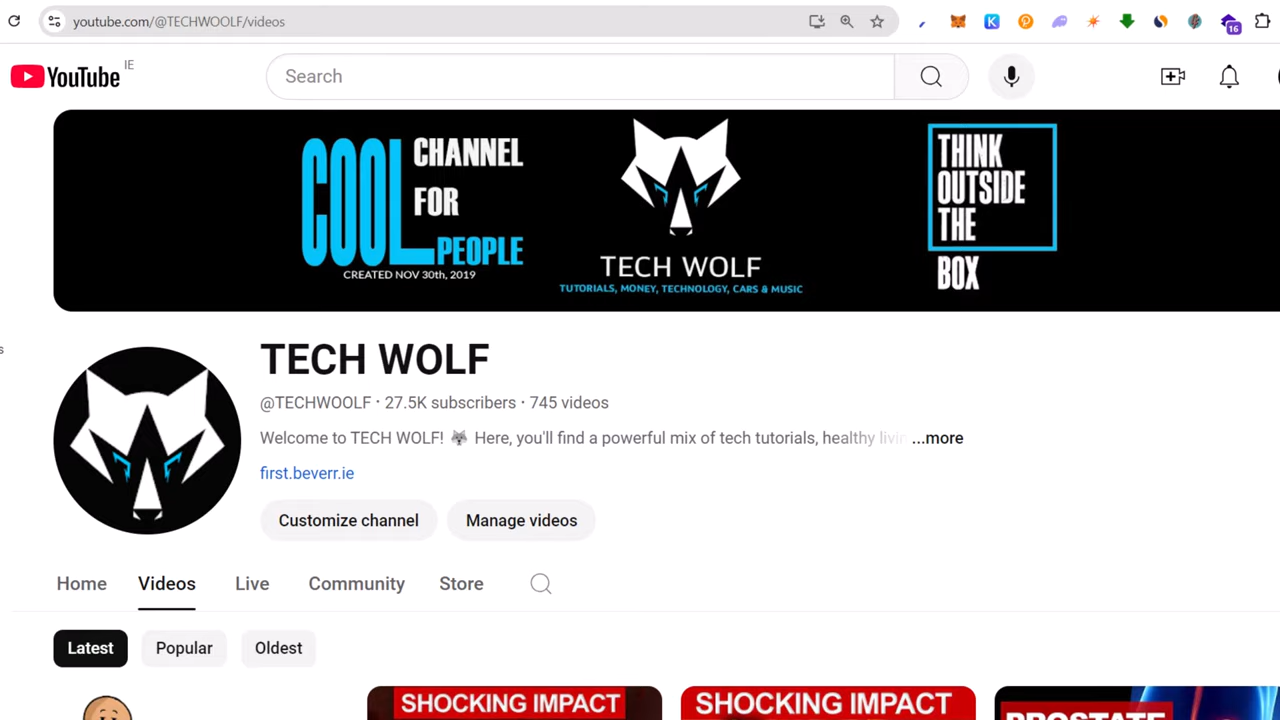 youtube.com/@TECHWOOLF/videos
16
YouTube IE
Search
COOL
CHANNEL
FOR
PEOPLE
CREATED NOV 30th, 2019
TECH WOLF
TUTORIALS, MONEY, TECHNOLOGY, CARS & MUSIC
THINK
OUTSIDE
THE
BOX
TECH WOLF
@TECHWOOLF · 27.5K subscribers · 745 videos
Welcome to TECH WOLF! 🐺 Here, you'll find a powerful mix of tech tutorials, healthy livin ...more
first.beverr.ie
Customize channel Manage videos
Home Videos Live Community Store
Latest Popular Oldest
SHOCKING IMPACT SHOCKING IMPACT PROSTATE